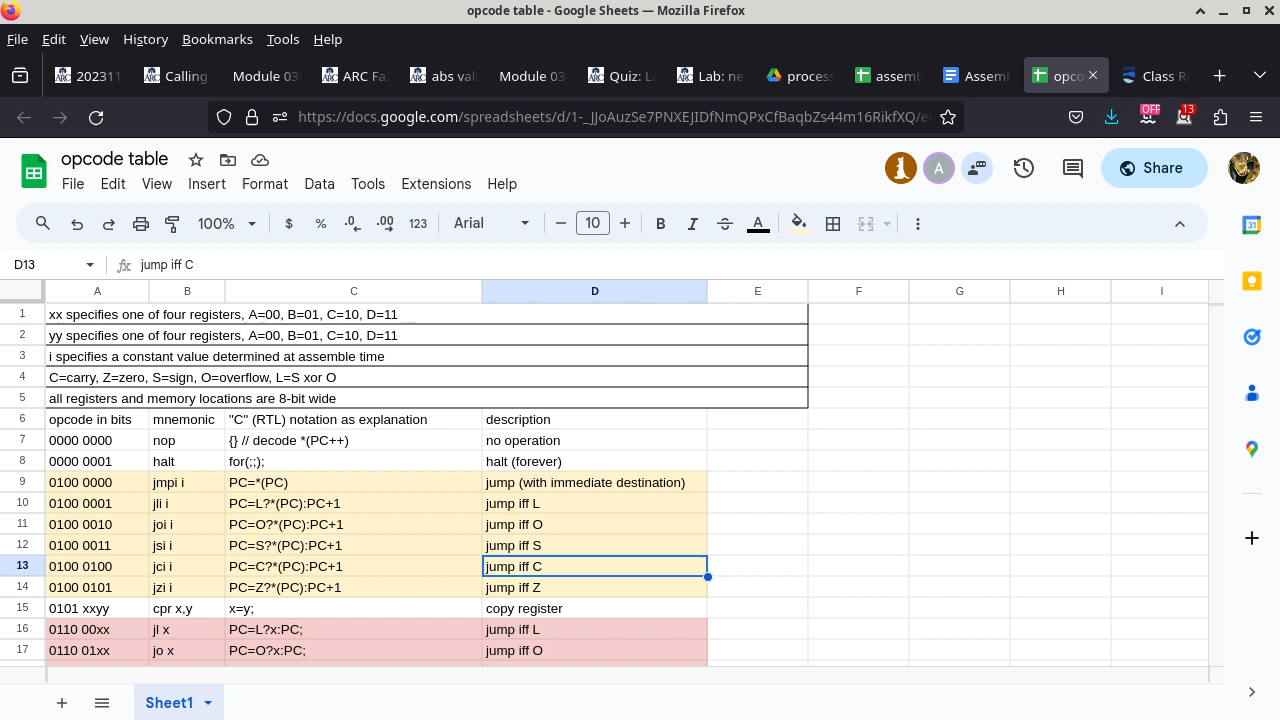 opcode table - Google Sheets — Mozilla Firefox
File Edit View History Bookmarks Tools Help
202311 Calling Module 03 ARC Fa abs val Module 03 Quiz: L Lab: ne process assemb Assem opco Class R
https://docs.google.com/spreadsheets/d/1-_JJoAuzSe7PNXEJIDfNmQPxCfBaqbZs44m16RikfXQ/e OFF 13
opcode table
File Edit View Insert Format Data Tools Extensions Help
A Share
100% $ % .0 .00 123 Arial 10 B I S A
D13 fx jump iff C
A B C D E F G H I
1 xx specifies one of four registers, A=00, B=01, C=10, D=11
2 yy specifies one of four registers, A=00, B=01, C=10, D=11
3 i specifies a constant value determined at assemble time
4 C=carry, Z=zero, S=sign, O=overflow, L=S xor O
5 all registers and memory locations are 8-bit wide
6 opcode in bits mnemonic "C" (RTL) notation as explanation description
7 0000 0000 nop {} // decode *(PC++) no operation
8 0000 0001 halt for(;;); halt (forever)
9 0100 0000 jmpi i PC=*(PC) jump (with immediate destination)
10 0100 0001 jli i PC=L?*(PC):PC+1 jump iff L
11 0100 0010 joi i PC=O?*(PC):PC+1 jump iff O
12 0100 0011 jsi i PC=S?*(PC):PC+1 jump iff S
13 0100 0100 jci i PC=C?*(PC):PC+1 jump iff C
14 0100 0101 jzi i PC=Z?*(PC):PC+1 jump iff Z
15 0101 xxyy cpr x,y x=y; copy register
16 0110 00xx jl x PC=L?x:PC; jump iff L
17 0110 01xx jo x PC=O?x:PC; jump iff O
Sheet1
31